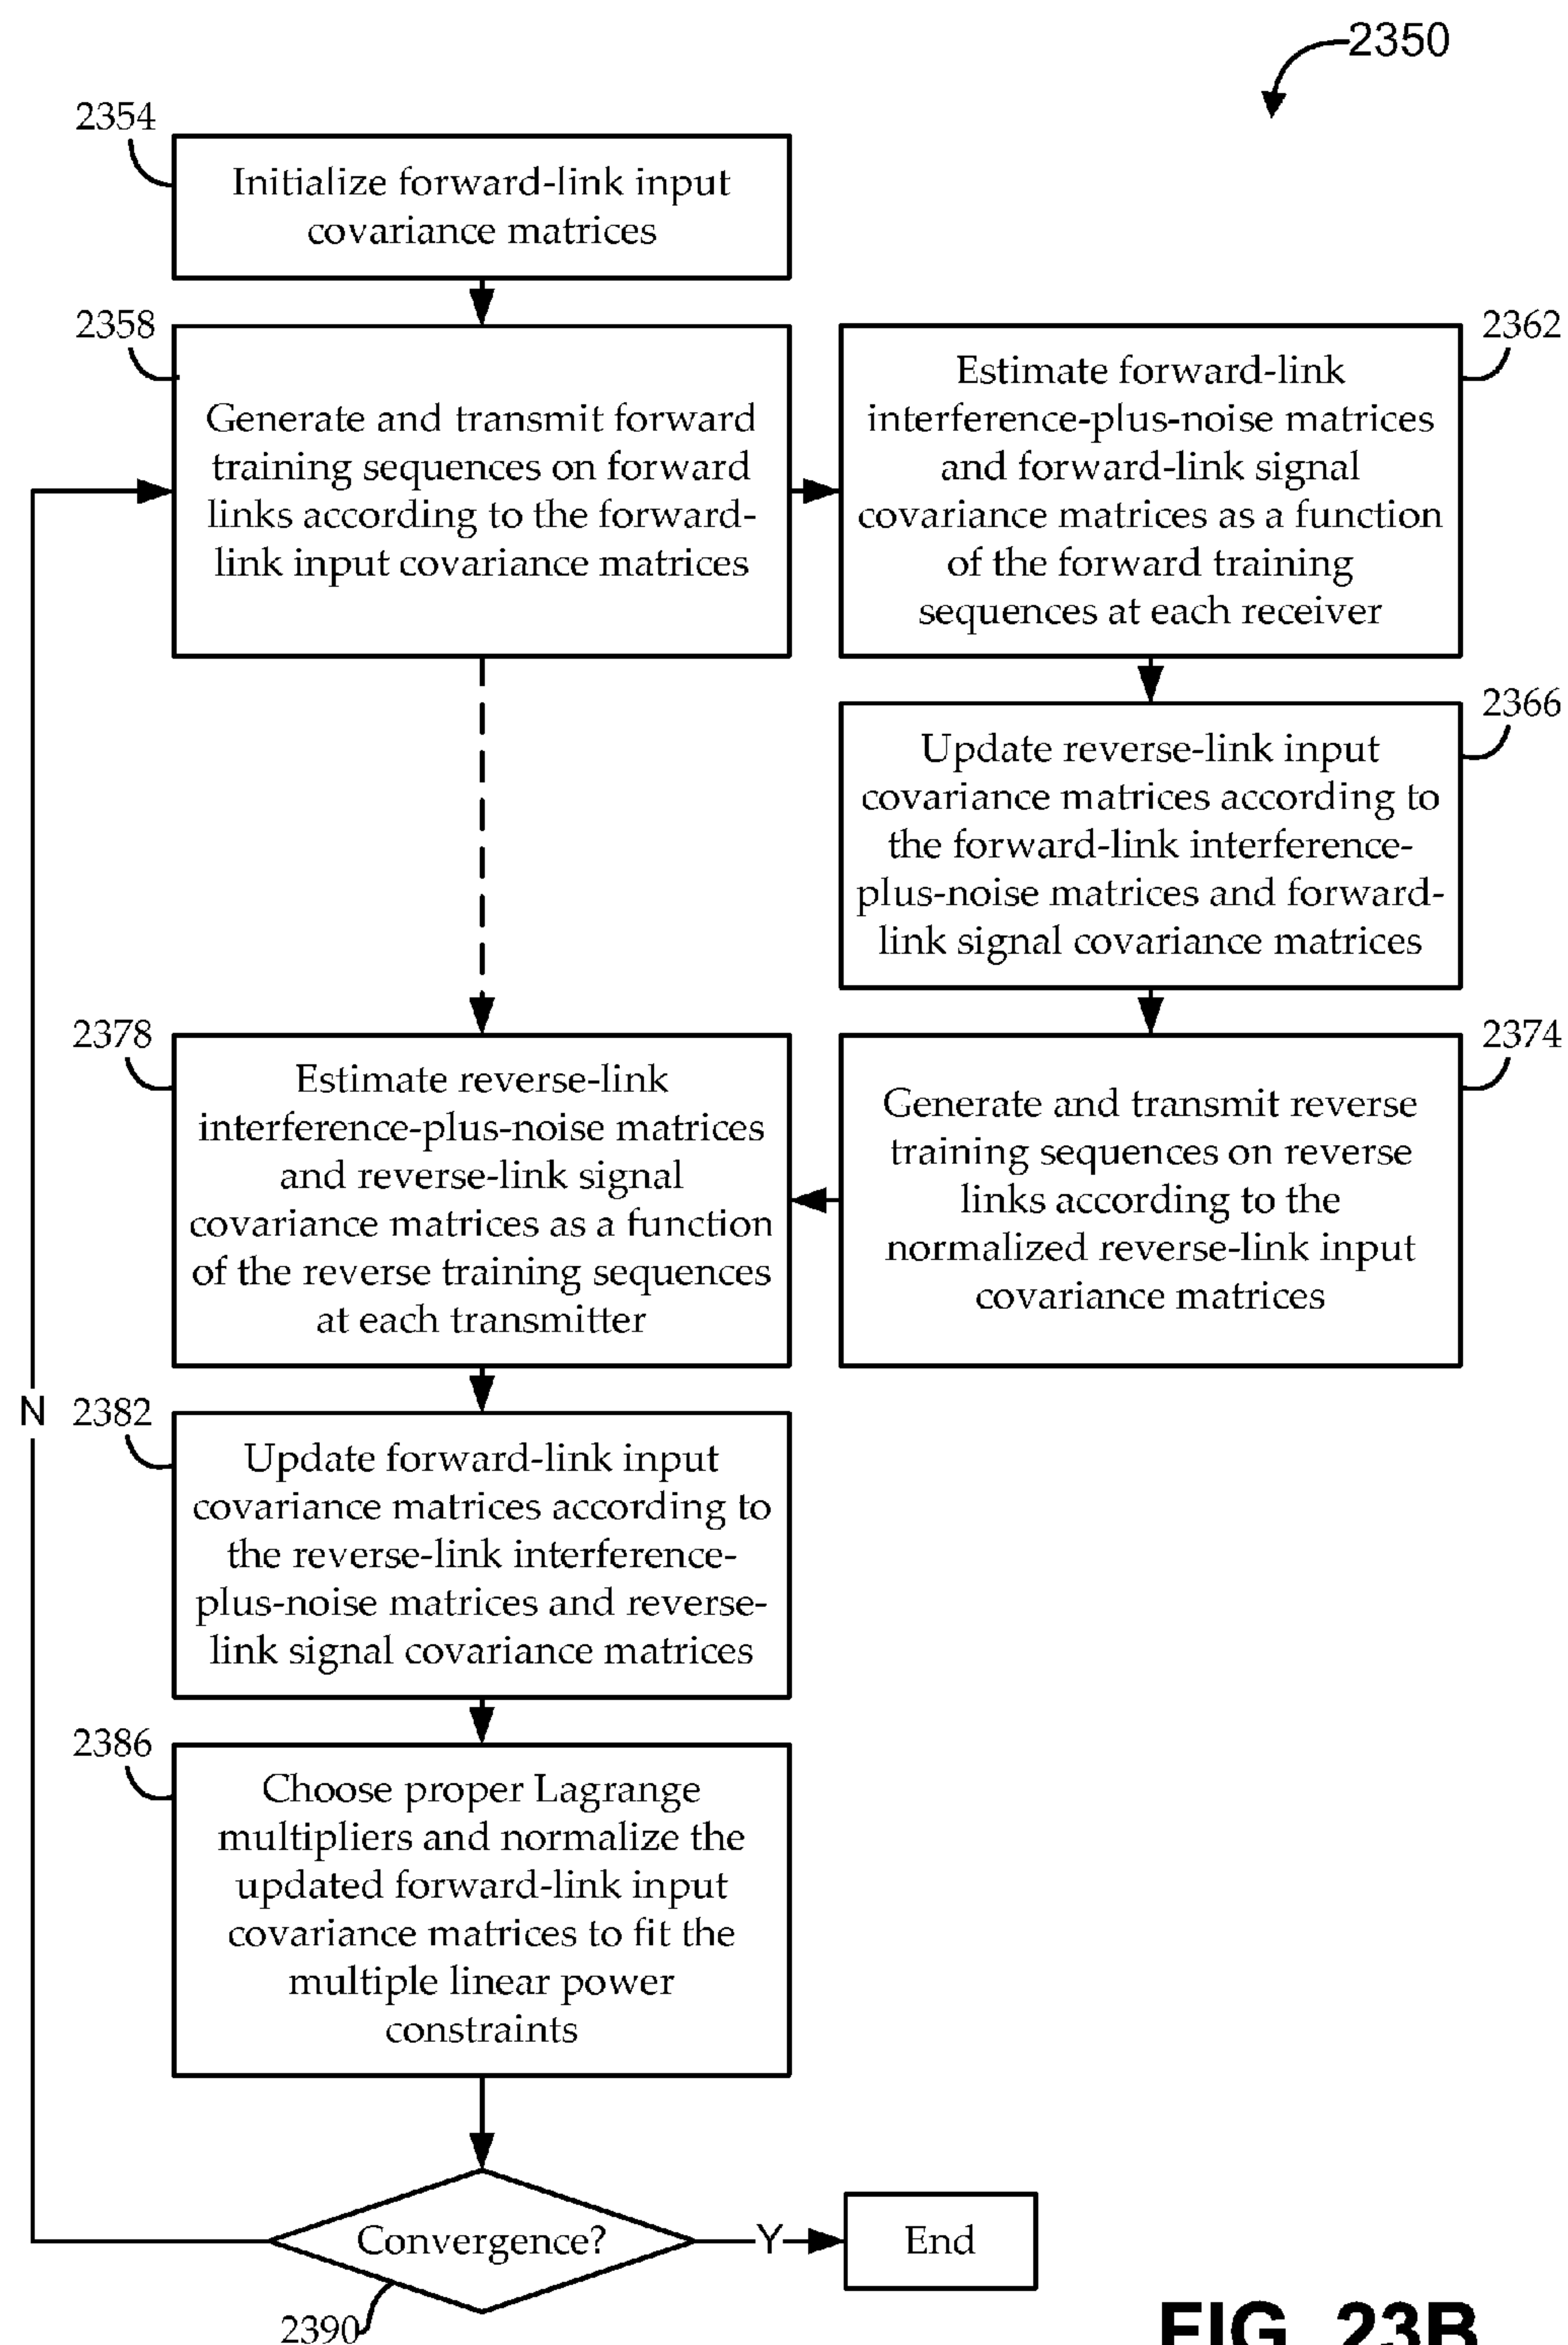 2350
2354
Initialize forward-link input
covariance matrices
2358
Generate and transmit forward
training sequences on forward
links according to the forward-
link input covariance matrices
2362
Estimate forward-link
interference-plus-noise matrices
and forward-link signal
covariance matrices as a function
of the forward training
sequences at each receiver
2366
Update reverse-link input
covariance matrices according to
the forward-link interference-
plus-noise matrices and forward-
link signal covariance matrices
2374
Generate and transmit reverse
training sequences on reverse
links according to the
normalized reverse-link input
covariance matrices
2378
Estimate reverse-link
interference-plus-noise matrices
and reverse-link signal
covariance matrices as a function
of the reverse training sequences
at each transmitter
N
2382
Update forward-link input
covariance matrices according to
the reverse-link interference-
plus-noise matrices and reverse-
link signal covariance matrices
2386
Choose proper Lagrange
multipliers and normalize the
updated forward-link input
covariance matrices to fit the
multiple linear power
constraints
Convergence?
Y
End
2390
FIG. 23B